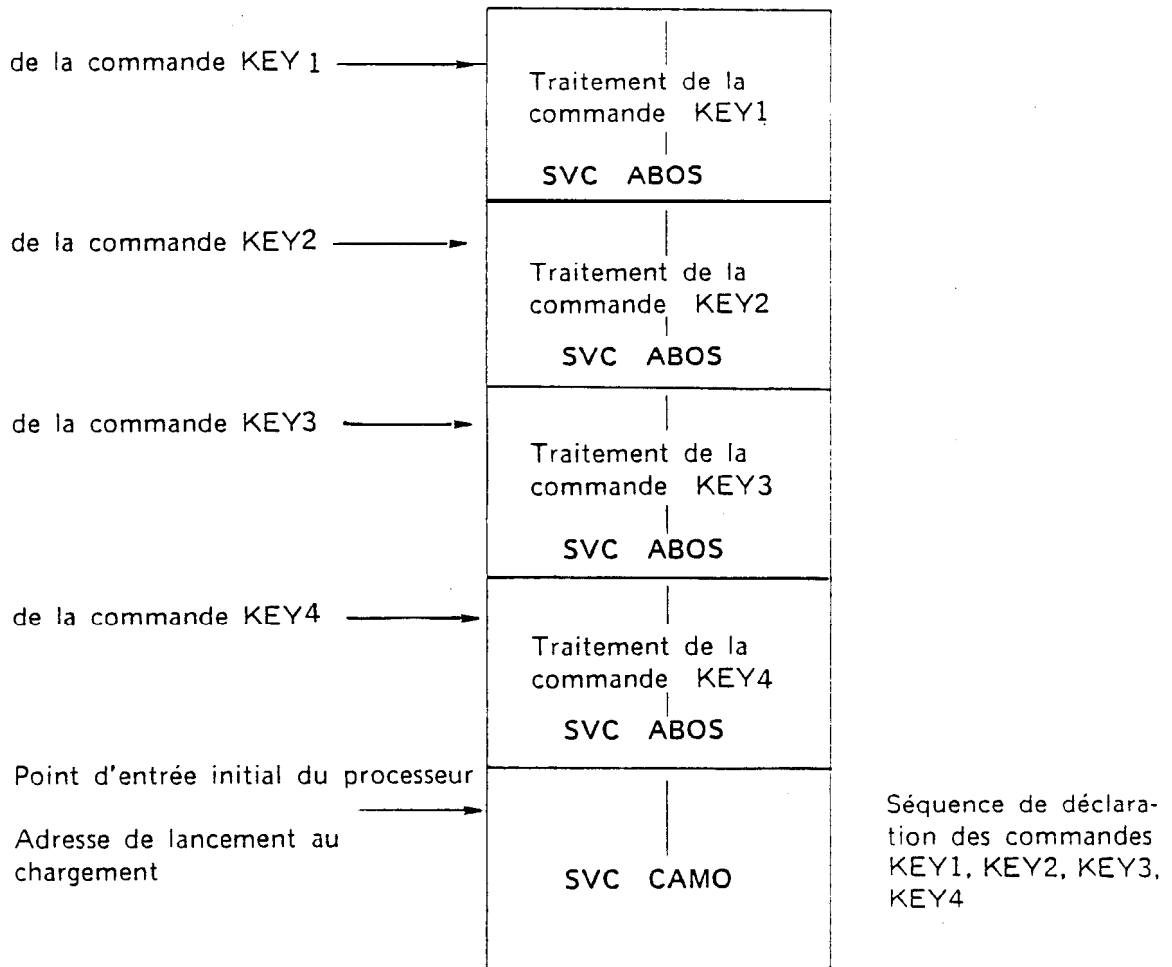 de la commande KEY 1
Traitement de la
commande KEY1
SVC ABOS
de la commande KEY2
Traitement de la
commande KEY2
SVC ABOS
de la commande KEY3
Traitement de la
commande KEY3
SVC ABOS
de la commande KEY4
Traitement de la
commande KEY4
SVC ABOS
Point d'entrée initial du processeur
Adresse de lancement au
chargement
SVC CAMO
Séquence de déclara-
tion des commandes
KEY1, KEY2, KEY3,
KEY4